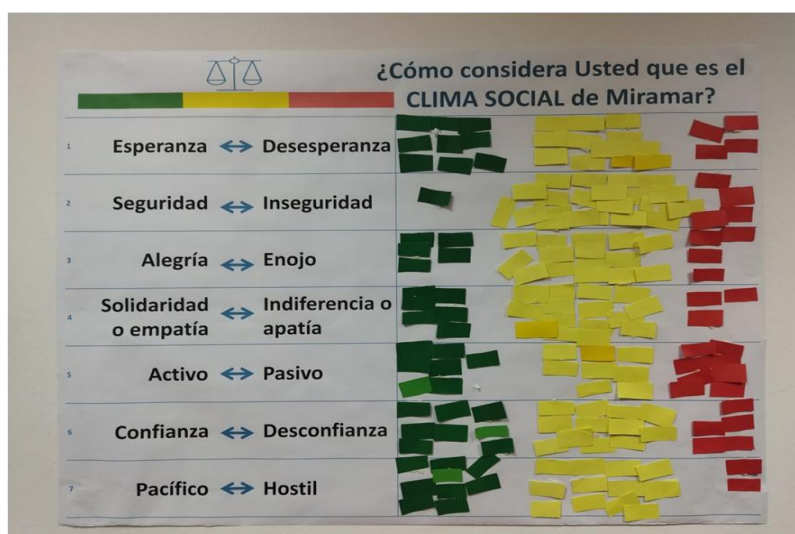 ¿Cómo considera Usted que es el
CLIMA SOCIAL de Miramar?
1 Esperanza ↔ Desesperanza
2 Seguridad ↔ Inseguridad
3 Alegría ↔ Enojo
4 Solidaridad ↔ Indiferencia o
o empatía apatía
5 Activo ↔ Pasivo
6 Confianza ↔ Desconfianza
7 Pacífico ↔ Hostil